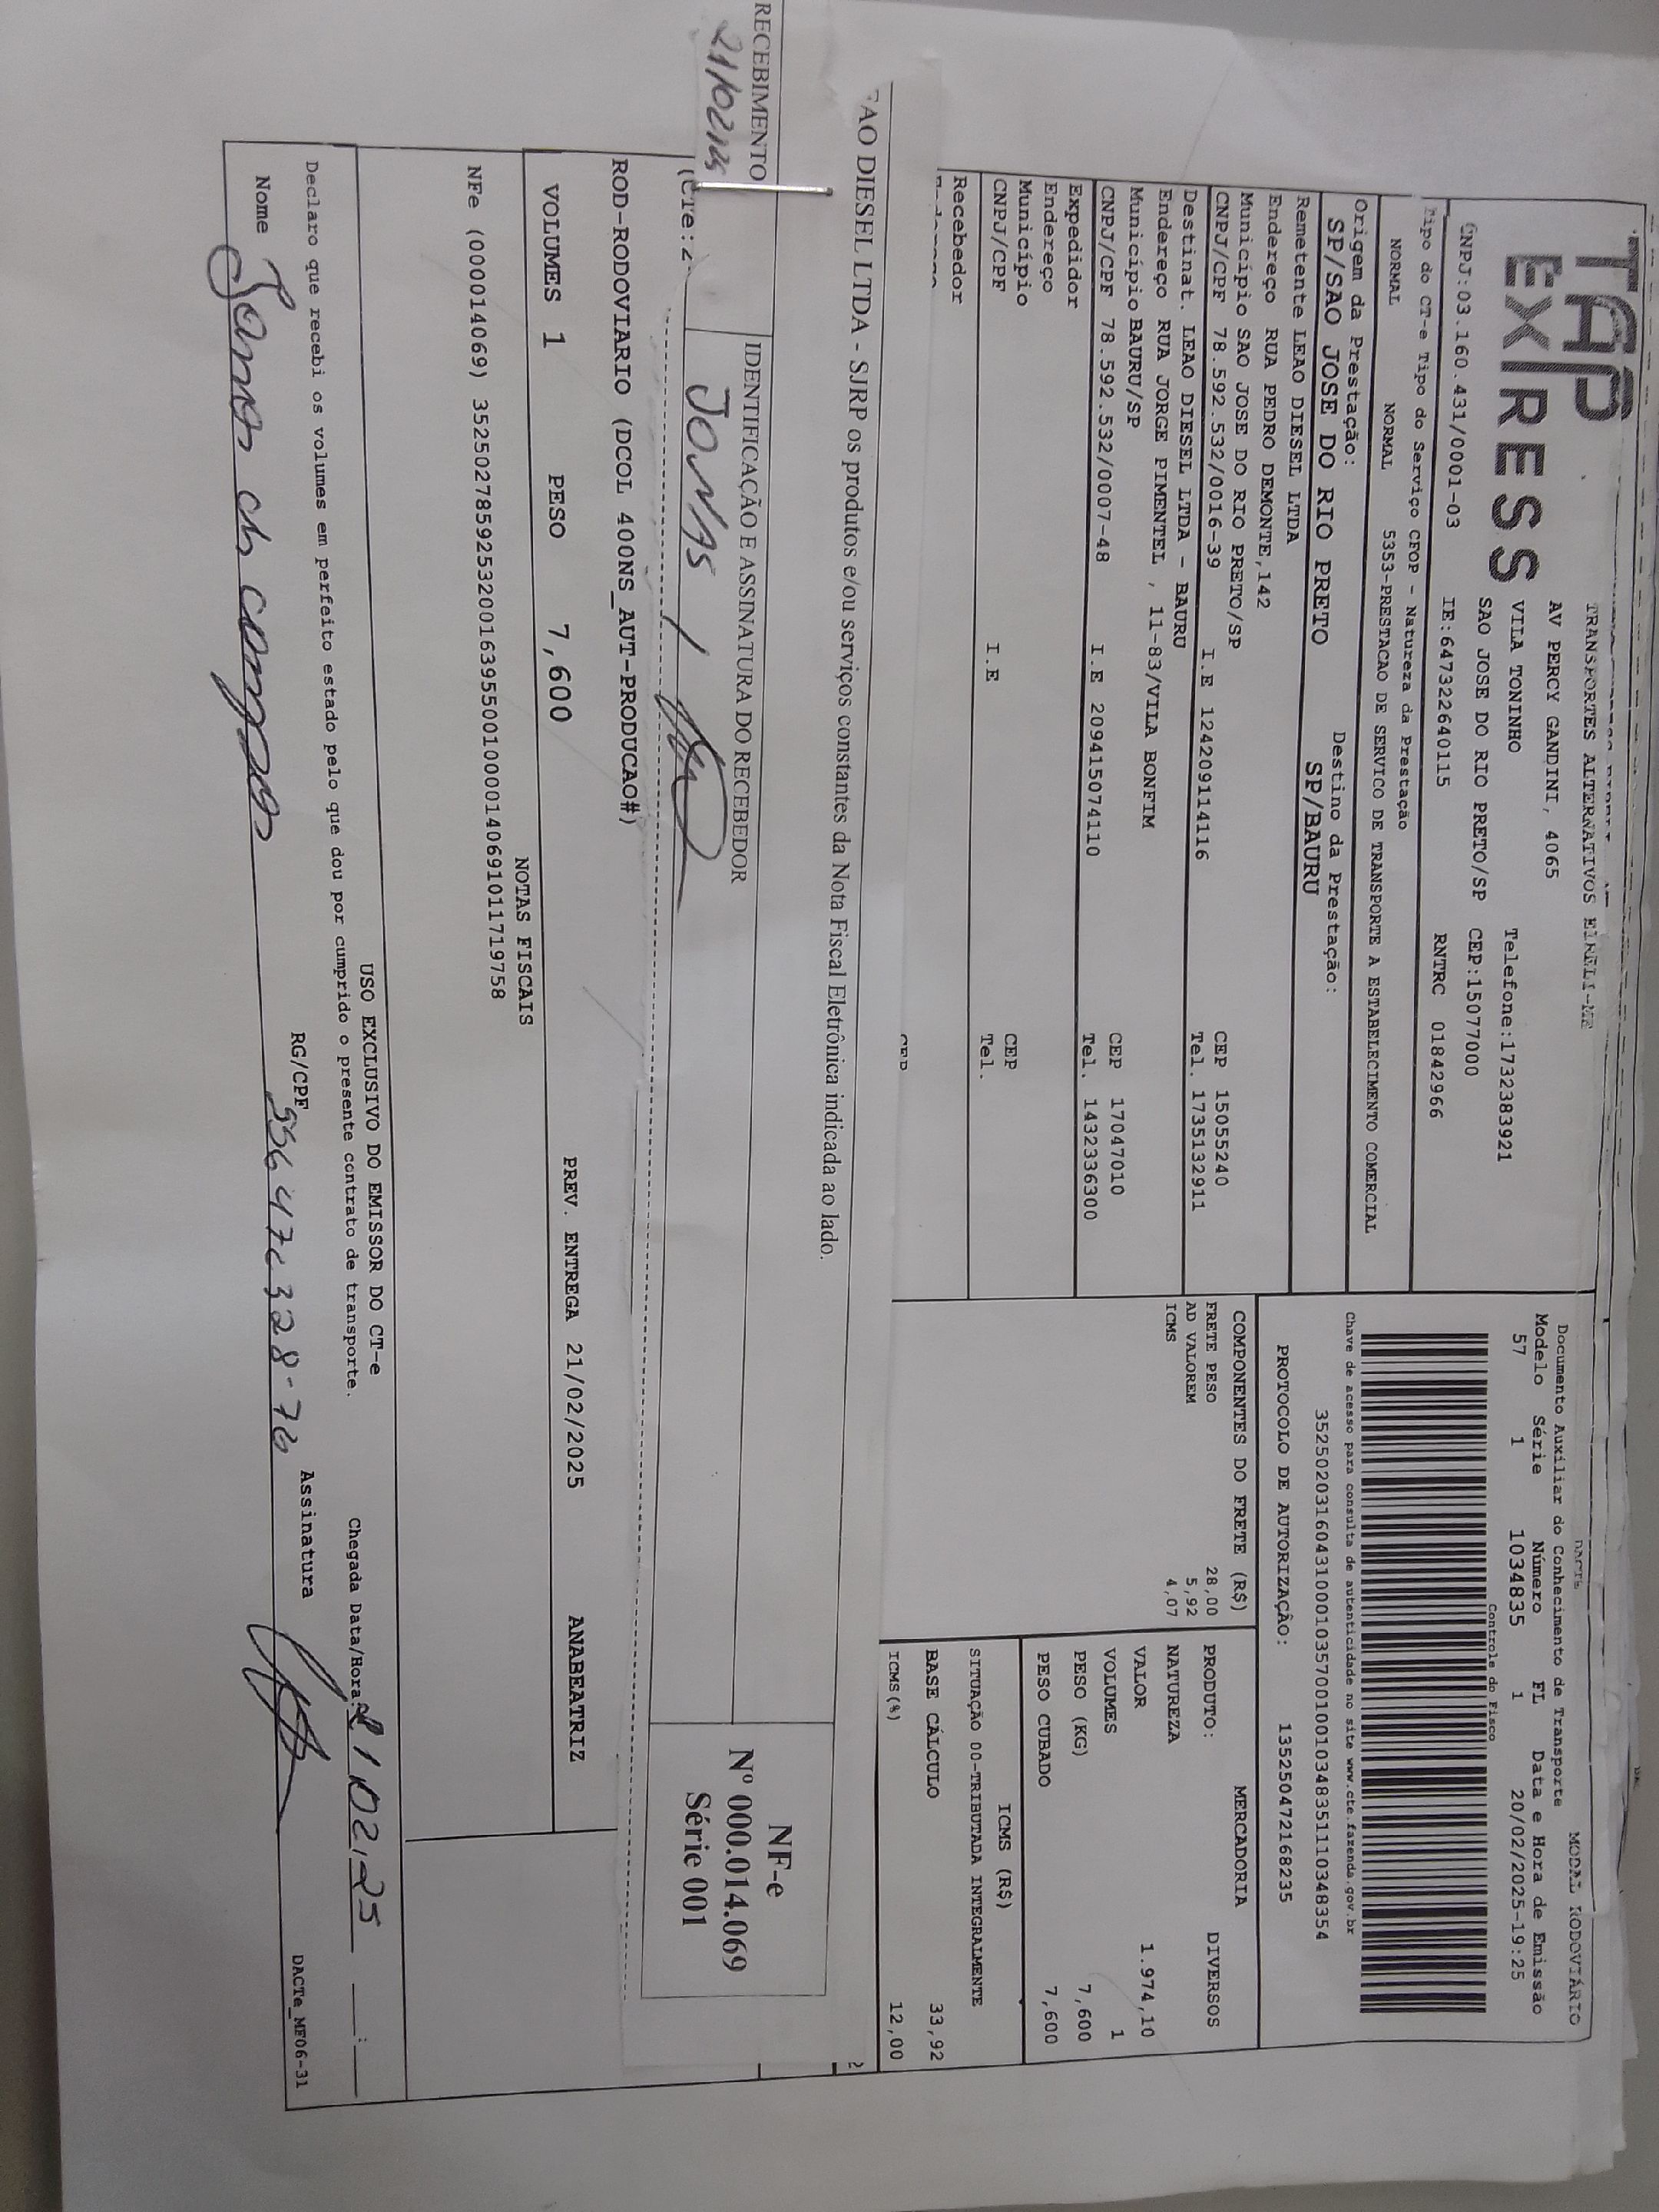 TAP
EXPRESS
TRANSPORTES ALTERNATIVOS EIRELI-ME
AV PERCY GANDINI, 4065
VILA TONINHO Telefone:1732383921
SAO JOSE DO RIO PRETO/SP CEP:15077000
CNPJ:03.160.431/0001-03 IE:647322640115 RNTRC 01842966
Tipo do CT-e Tipo do Serviço CFOP - Natureza da Prestação
NORMAL NORMAL 5353-PRESTACAO DE SERVICO DE TRANSPORTE A ESTABELECIMENTO COMERCIAL
Origem da Prestação: Destino da Prestação:
SP/SAO JOSE DO RIO PRETO SP/BAURU
Remetente LEAO DIESEL LTDA
Endereço RUA PEDRO DEMONTE,142
Município SAO JOSE DO RIO PRETO/SP CEP 15055240
CNPJ/CPF 78.592.532/0016-39 I.E 124209114116 Tel. 1735132911
Destinat. LEAO DIESEL LTDA - BAURU
Endereço RUA JORGE PIMENTEL , 11-83/VILA BONFIM
Município BAURU/SP CEP 17047010
CNPJ/CPF 78.592.532/0007-48 I.E 209415074110 Tel. 1432336300
Expedidor
Endereço
Município CEP
CNPJ/CPF I.E Tel.
Recebedor
CEP
DACTE
MODAL RODOVIÁRIO
Documento Auxiliar do Conhecimento de Transporte
Modelo Série Número FL Data e Hora de Emissão
57 1 1034835 1 20/02/2025-19:25
Controle do Fisco
Chave de acesso para consulta de autenticidade no site www.cte.fazenda.gov.br
35250203160431000103570010010348351110348354
PROTOCOLO DE AUTORIZAÇÃO: 135250472168235
COMPONENTES DO FRETE (R$)
FRETE PESO 28,00
AD VALOREM 5,92
ICMS 4,07
MERCADORIA
PRODUTO: DIVERSOS
NATUREZA
VALOR 1.974,10
VOLUMES 1
PESO (KG) 7,600
PESO CUBADO 7,600
ICMS (R$)
SITUAÇÃO 00-TRIBUTADA INTEGRALMENTE
BASE CÁLCULO 33,92
ICMS(%) 12,00
AO DIESEL LTDA - SJRP os produtos e/ou serviços constantes da Nota Fiscal Eletrônica indicada ao lado.
RECEBIMENTO IDENTIFICAÇÃO E ASSINATURA DO RECEBEDOR
21/02/25 JONAS
NF-e
Nº 000.014.069
Série 001
ROD-RODOVIARIO (DCOL 400NS_AUT-PRODUCAO#)
VOLUMES 1 PESO 7,600 PREV. ENTREGA 21/02/2025 ANABEATRIZ
NOTAS FISCAIS
NFe (000014069) 35250278592532001639550010000140691011719758
USO EXCLUSIVO DO EMISSOR DO CT-e
Declaro que recebi os volumes em perfeito estado pelo que dou por cumprido o presente contrato de transporte.
Chegada Data/Hora: 21/02/25 __:__
Nome Jonas de campos RG/CPF Assinatura
DACTe_MF06-31